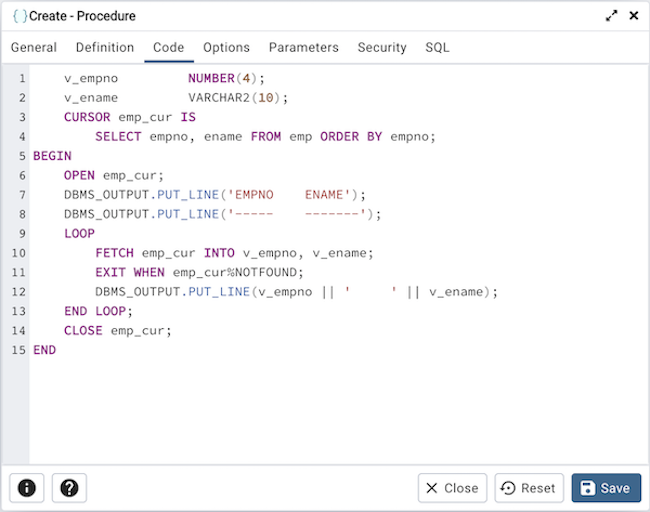 {}Create - Procedure
General Definition Code Options Parameters Security SQL
1 v_empno NUMBER(4);
2 v_ename VARCHAR2(10);
3 CURSOR emp_cur IS
4 SELECT empno, ename FROM emp ORDER BY empno;
5 BEGIN
6 OPEN emp_cur;
7 DBMS_OUTPUT.PUT_LINE('EMPNO    ENAME');
8 DBMS_OUTPUT.PUT_LINE('-----    -------');
9 LOOP
10 FETCH emp_cur INTO v_empno, v_ename;
11 EXIT WHEN emp_cur%NOTFOUND;
12 DBMS_OUTPUT.PUT_LINE(v_empno || '     ' || v_ename);
13 END LOOP;
14 CLOSE emp_cur;
15 END
Close Reset Save